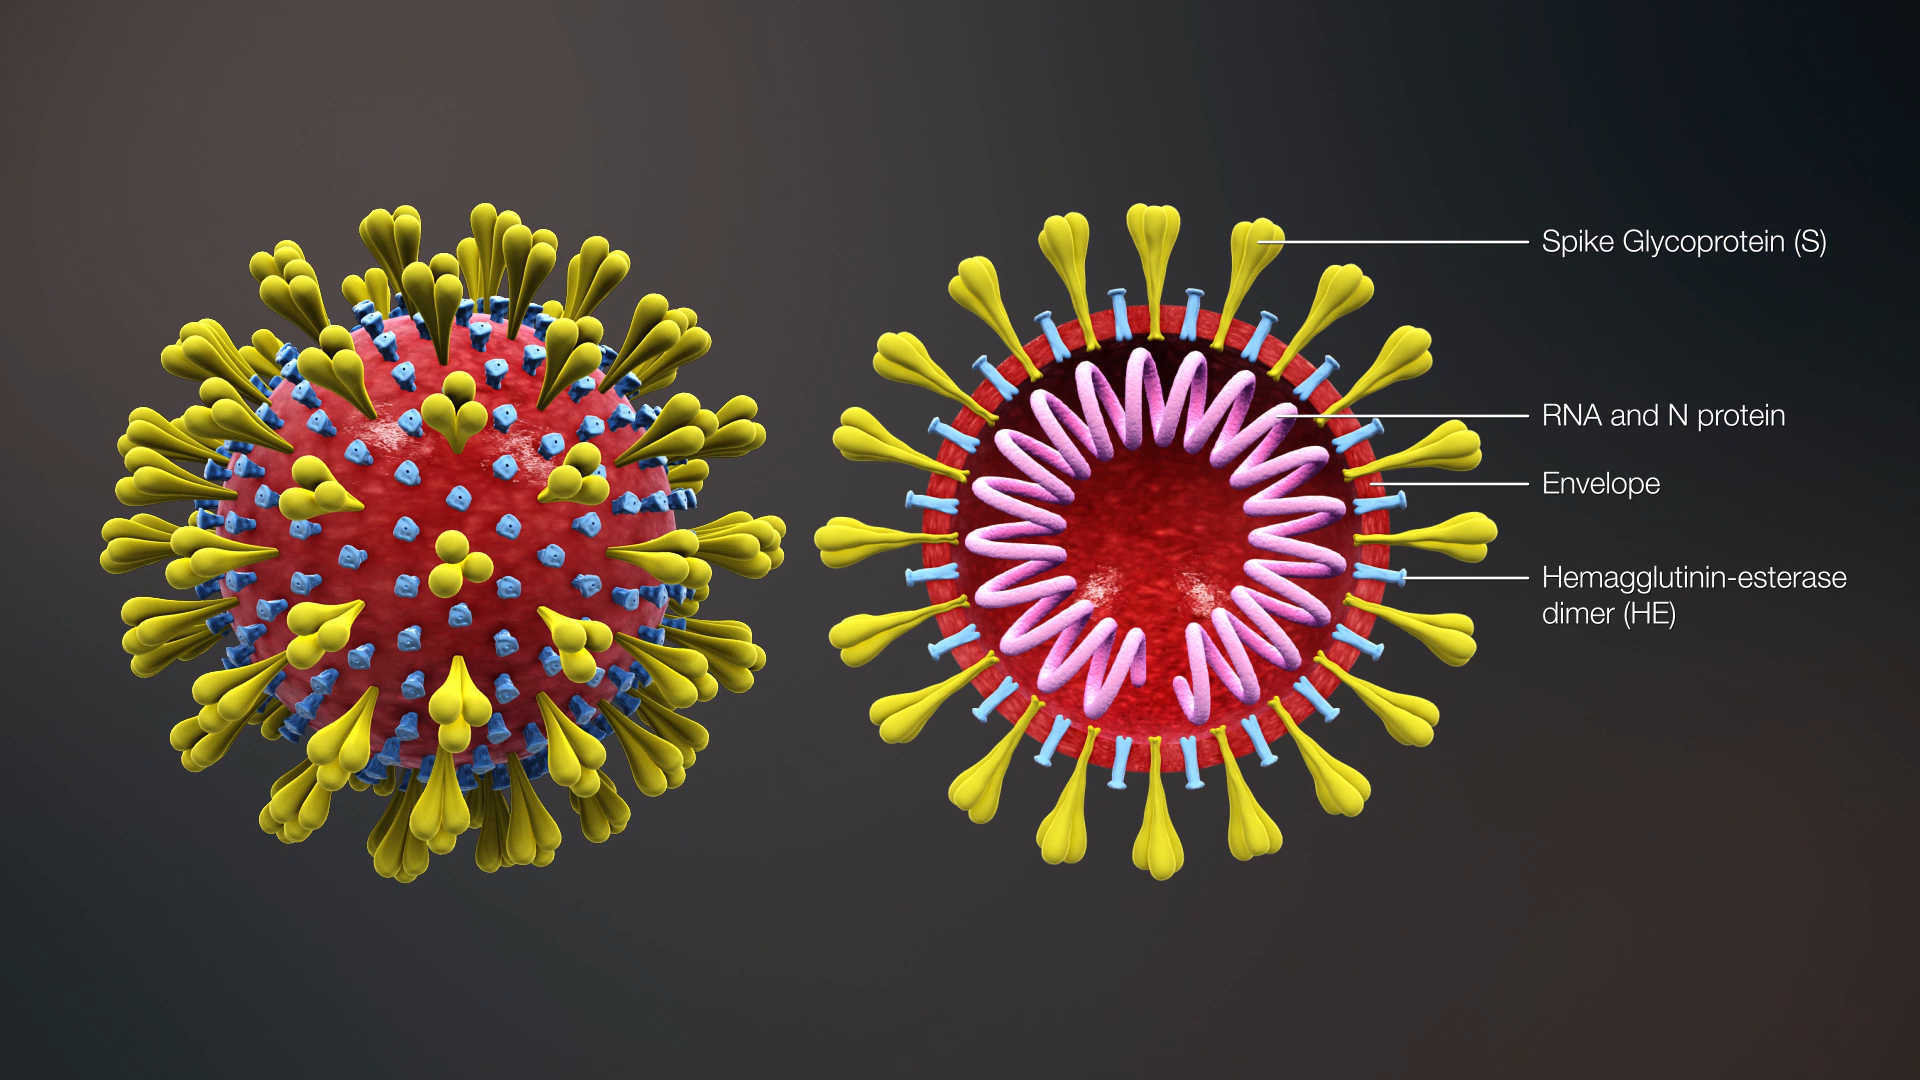 Spike Glycoprotein (S)
RNA and N protein
Envelope
Hemagglutinin-esterase
dimer (HE)